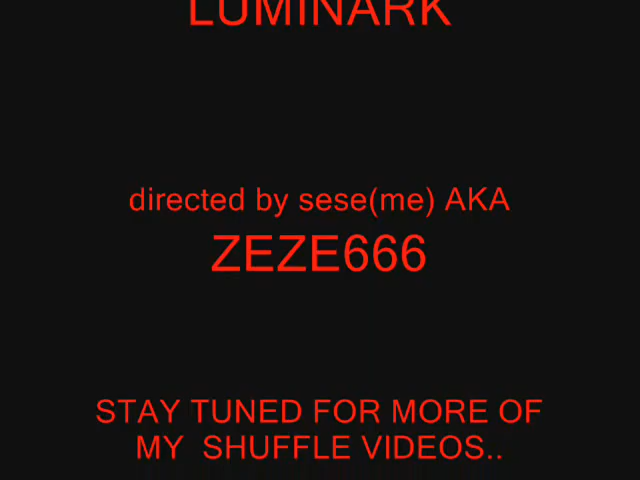 LUMINARK
directed by sese(me) AKA
ZEZE666
STAY TUNED FOR MORE OF
MY  SHUFFLE VIDEOS..